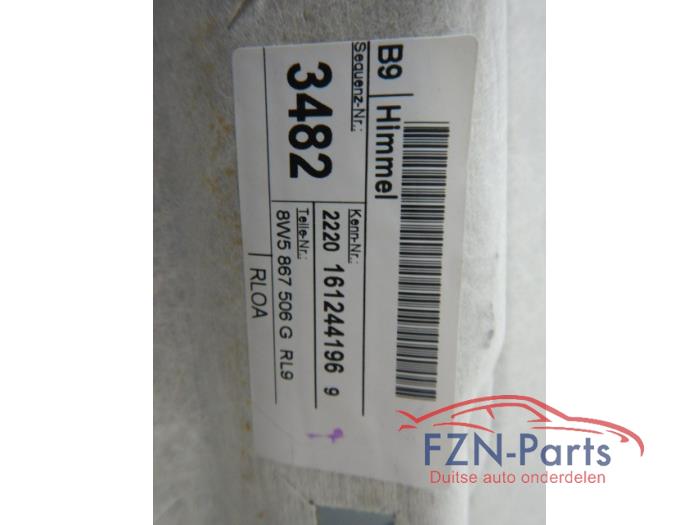 B9 Himmel
Sequenz-Nr.:
3482
Kenn-Nr.:
2220 161244196 9
Teile-Nr.:
8W5 867 506 G RL9
RLOA
FZN-Parts
Duitse auto onderdelen